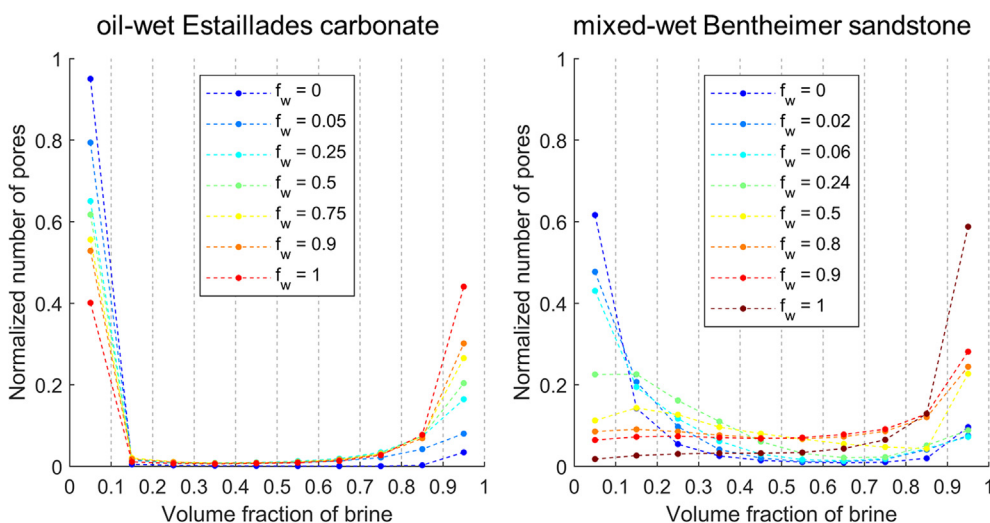 oil-wet Estaillades carbonate
1
0.8
0.6
0.4
0.2
0
Normalized number of pores
f_w = 0
f_w = 0.05
f_w = 0.25
f_w = 0.5
f_w = 0.75
f_w = 0.9
f_w = 1
0 0.1 0.2 0.3 0.4 0.5 0.6 0.7 0.8 0.9 1
Volume fraction of brine
mixed-wet Bentheimer sandstone
1
0.8
0.6
0.4
0.2
0
Normalized number of pores
f_w = 0
f_w = 0.02
f_w = 0.06
f_w = 0.24
f_w = 0.5
f_w = 0.8
f_w = 0.9
f_w = 1
0 0.1 0.2 0.3 0.4 0.5 0.6 0.7 0.8 0.9 1
Volume fraction of brine